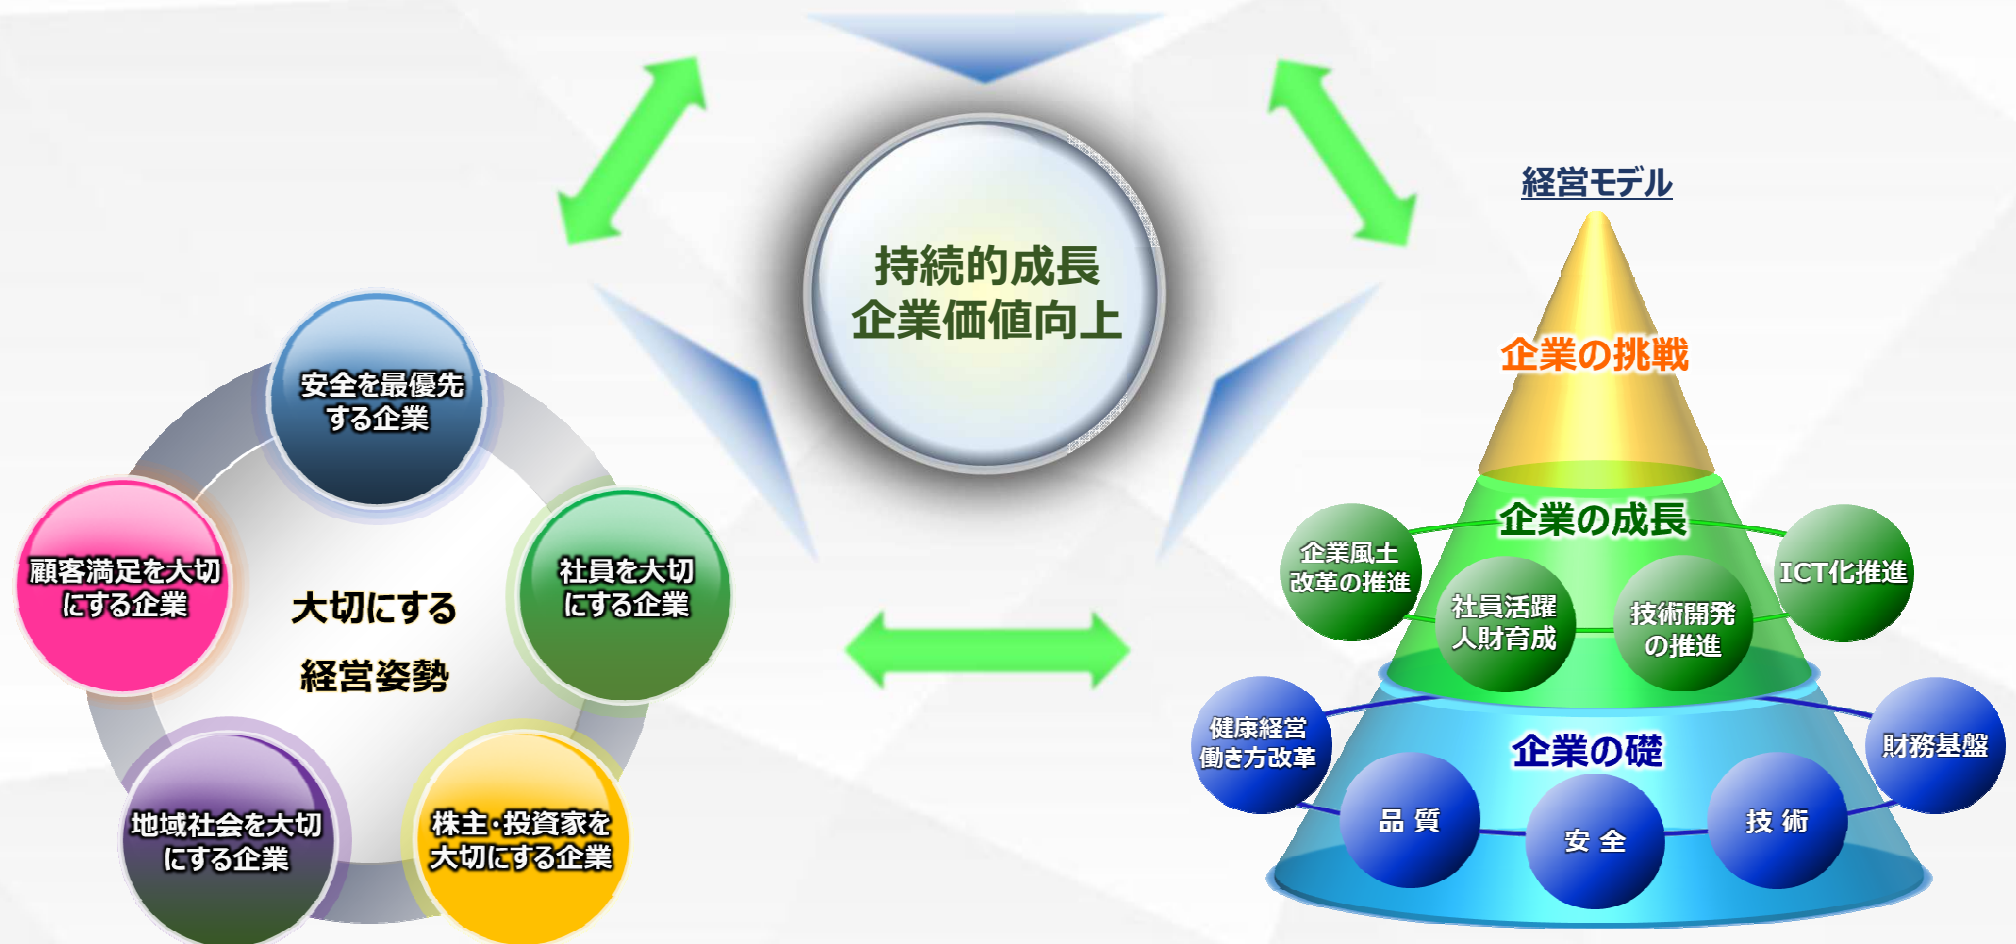 持続的成長
企業価値向上
安全を最優先
する企業
顧客満足を大切
にする企業
社員を大切
にする企業
大切にする
経営姿勢
地域社会を大切
にする企業
株主・投資家を
大切にする企業
経営モデル
企業の挑戦
企業の成長
企業風土
改革の推進
社員活躍
人財育成
技術開発
の推進
ICT化推進
企業の礎
健康経営
働き方改革
品 質
安 全
技 術
財務基盤